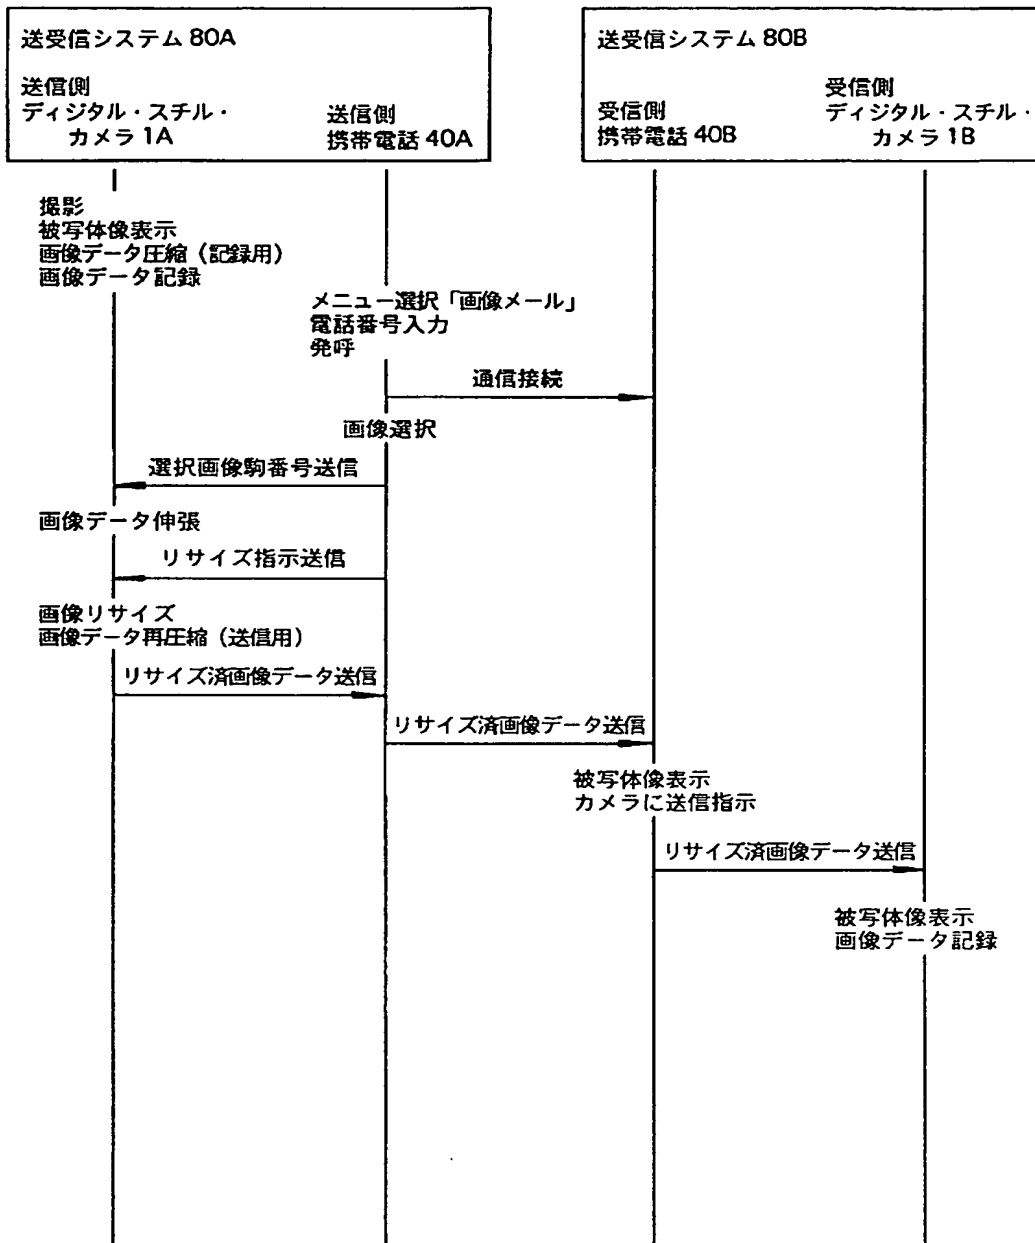 送受信システム 80A
送信側
ディジタル・スチル・
カメラ 1A
送信側
携帯電話 40A
送受信システム 80B
受信側
携帯電話 40B
受信側
ディジタル・スチル・
カメラ 1B
撮影
被写体像表示
画像データ圧縮（記録用）
画像データ記録
メニュー選択「画像メール」
電話番号入力
発呼
通信接続
画像選択
選択画像駒番号送信
画像データ伸張
リサイズ指示送信
画像リサイズ
画像データ再圧縮（送信用）
リサイズ済画像データ送信
リサイズ済画像データ送信
被写体像表示
カメラに送信指示
リサイズ済画像データ送信
被写体像表示
画像データ記録